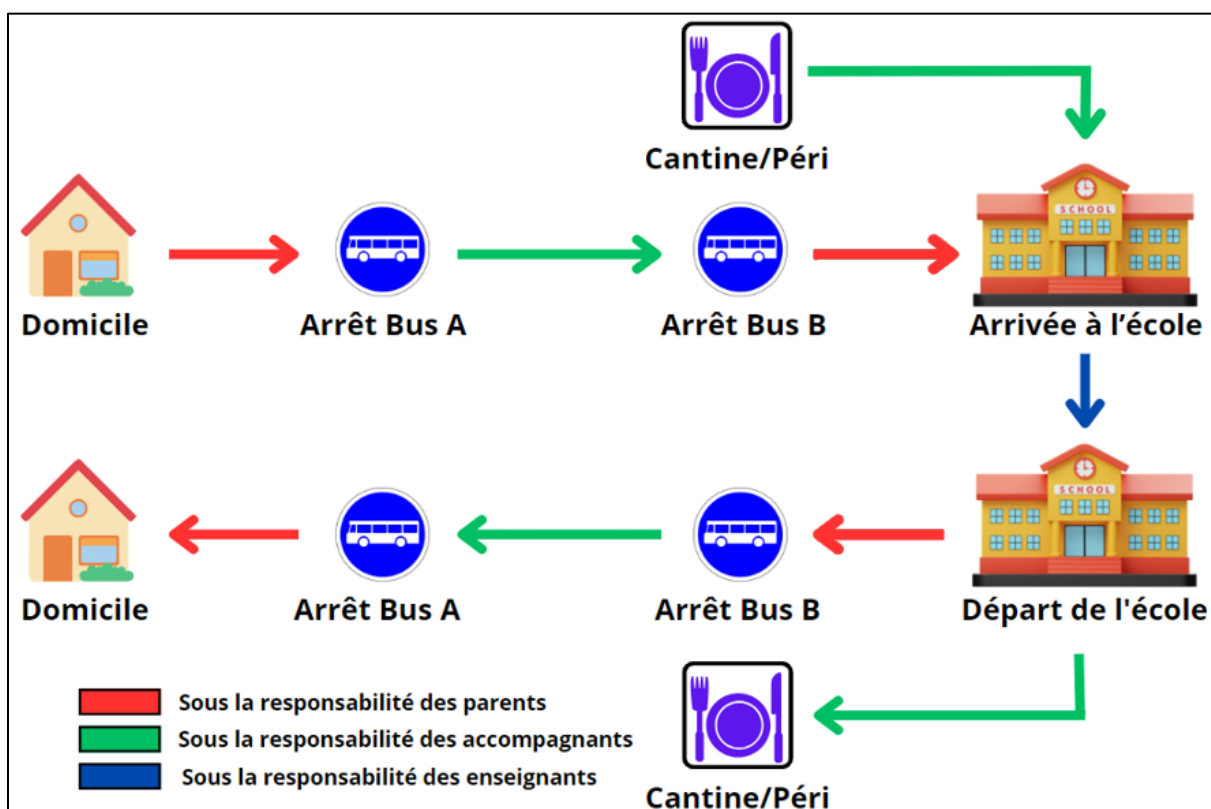 Cantine/Péri
SCHOOL
Domicile
Arrêt Bus A
Arrêt Bus B
Arrivée à l’école
SCHOOL
Domicile
Arrêt Bus A
Arrêt Bus B
Départ de l'école
Sous la responsabilité des parents
Sous la responsabilité des accompagnants
Sous la responsabilité des enseignants
Cantine/Péri